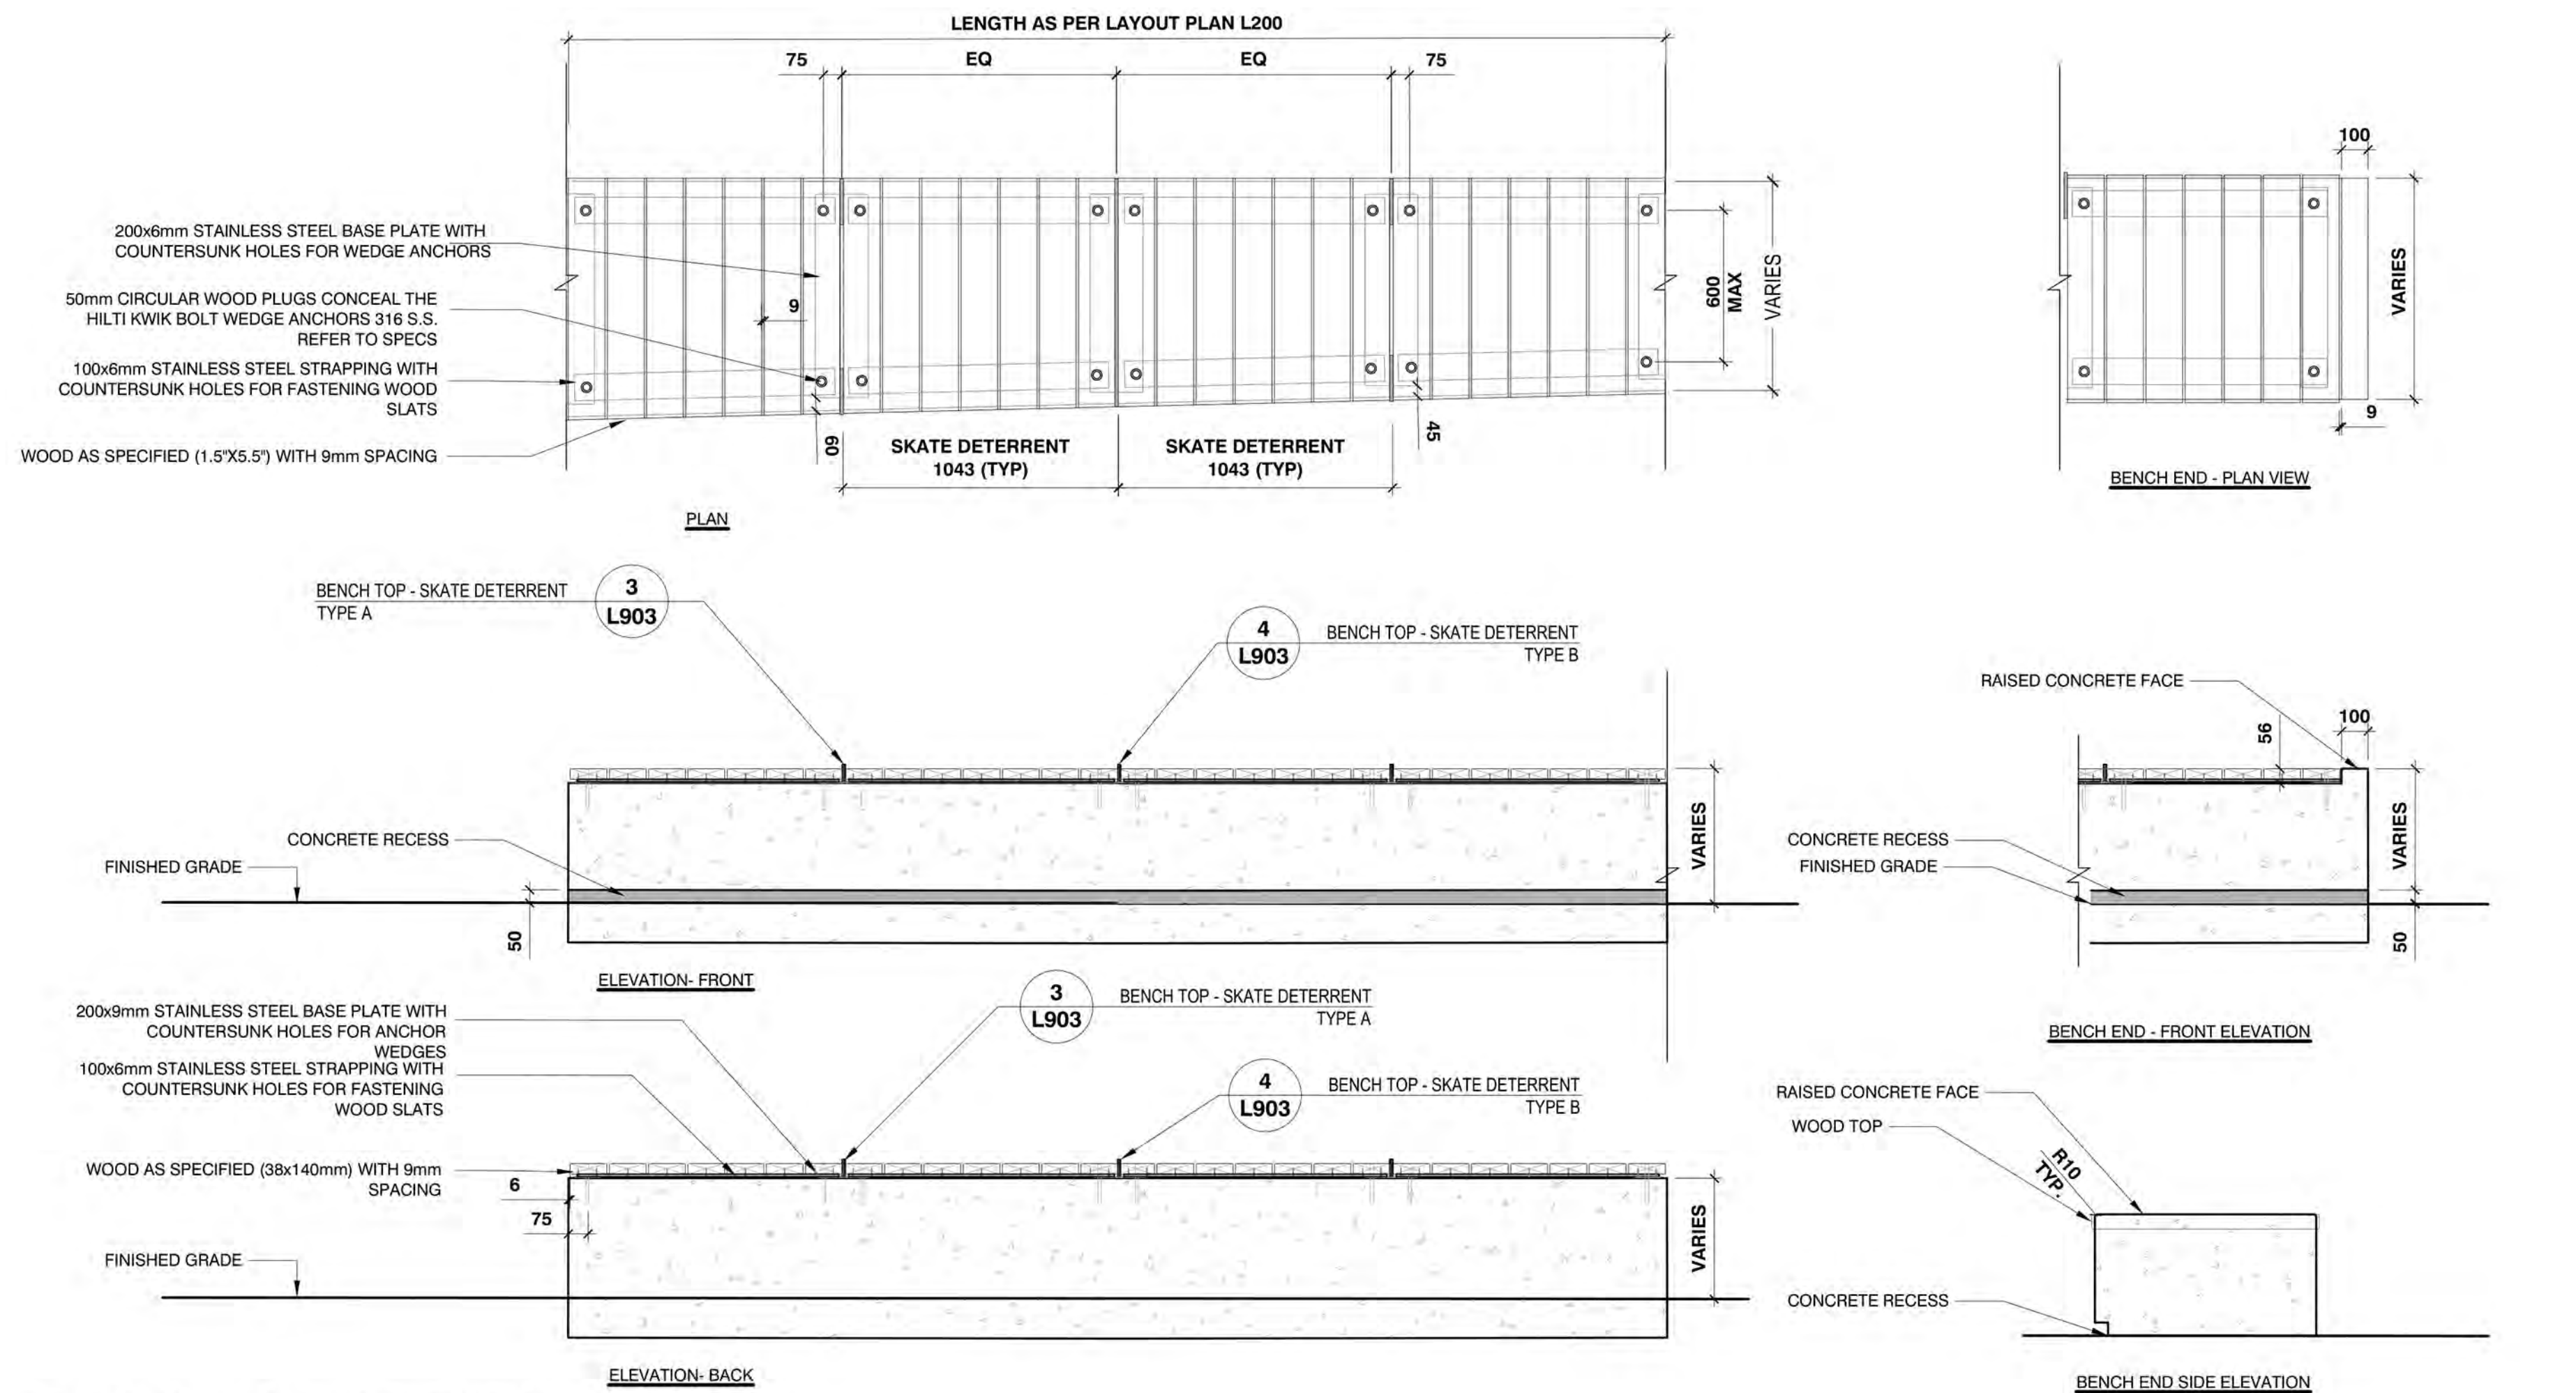 LENGTH AS PER LAYOUT PLAN L200
75
EQ
EQ
75
200x6mm STAINLESS STEEL BASE PLATE WITH
COUNTERSUNK HOLES FOR WEDGE ANCHORS
50mm CIRCULAR WOOD PLUGS CONCEAL THE
HILTI KWIK BOLT WEDGE ANCHORS 316 S.S.
REFER TO SPECS
100x6mm STAINLESS STEEL STRAPPING WITH
COUNTERSUNK HOLES FOR FASTENING WOOD
SLATS
WOOD AS SPECIFIED (1.5"X5.5") WITH 9mm SPACING
9
600
MAX
VARIES
60
SKATE DETERRENT
1043 (TYP)
SKATE DETERRENT
1043 (TYP)
45
PLAN
100
VARIES
9
BENCH END - PLAN VIEW
BENCH TOP - SKATE DETERRENT
TYPE A
3
L903
4
L903
BENCH TOP - SKATE DETERRENT
TYPE B
CONCRETE RECESS
FINISHED GRADE
50
VARIES
ELEVATION- FRONT
RAISED CONCRETE FACE
56
100
CONCRETE RECESS
FINISHED GRADE
VARIES
50
BENCH END - FRONT ELEVATION
200x9mm STAINLESS STEEL BASE PLATE WITH
COUNTERSUNK HOLES FOR ANCHOR
WEDGES
100x6mm STAINLESS STEEL STRAPPING WITH
COUNTERSUNK HOLES FOR FASTENING
WOOD SLATS
3
L903
BENCH TOP - SKATE DETERRENT
TYPE A
4
L903
BENCH TOP - SKATE DETERRENT
TYPE B
WOOD AS SPECIFIED (38x140mm) WITH 9mm
SPACING
6
75
FINISHED GRADE
VARIES
ELEVATION- BACK
RAISED CONCRETE FACE
WOOD TOP
R10
TYP.
CONCRETE RECESS
BENCH END SIDE ELEVATION